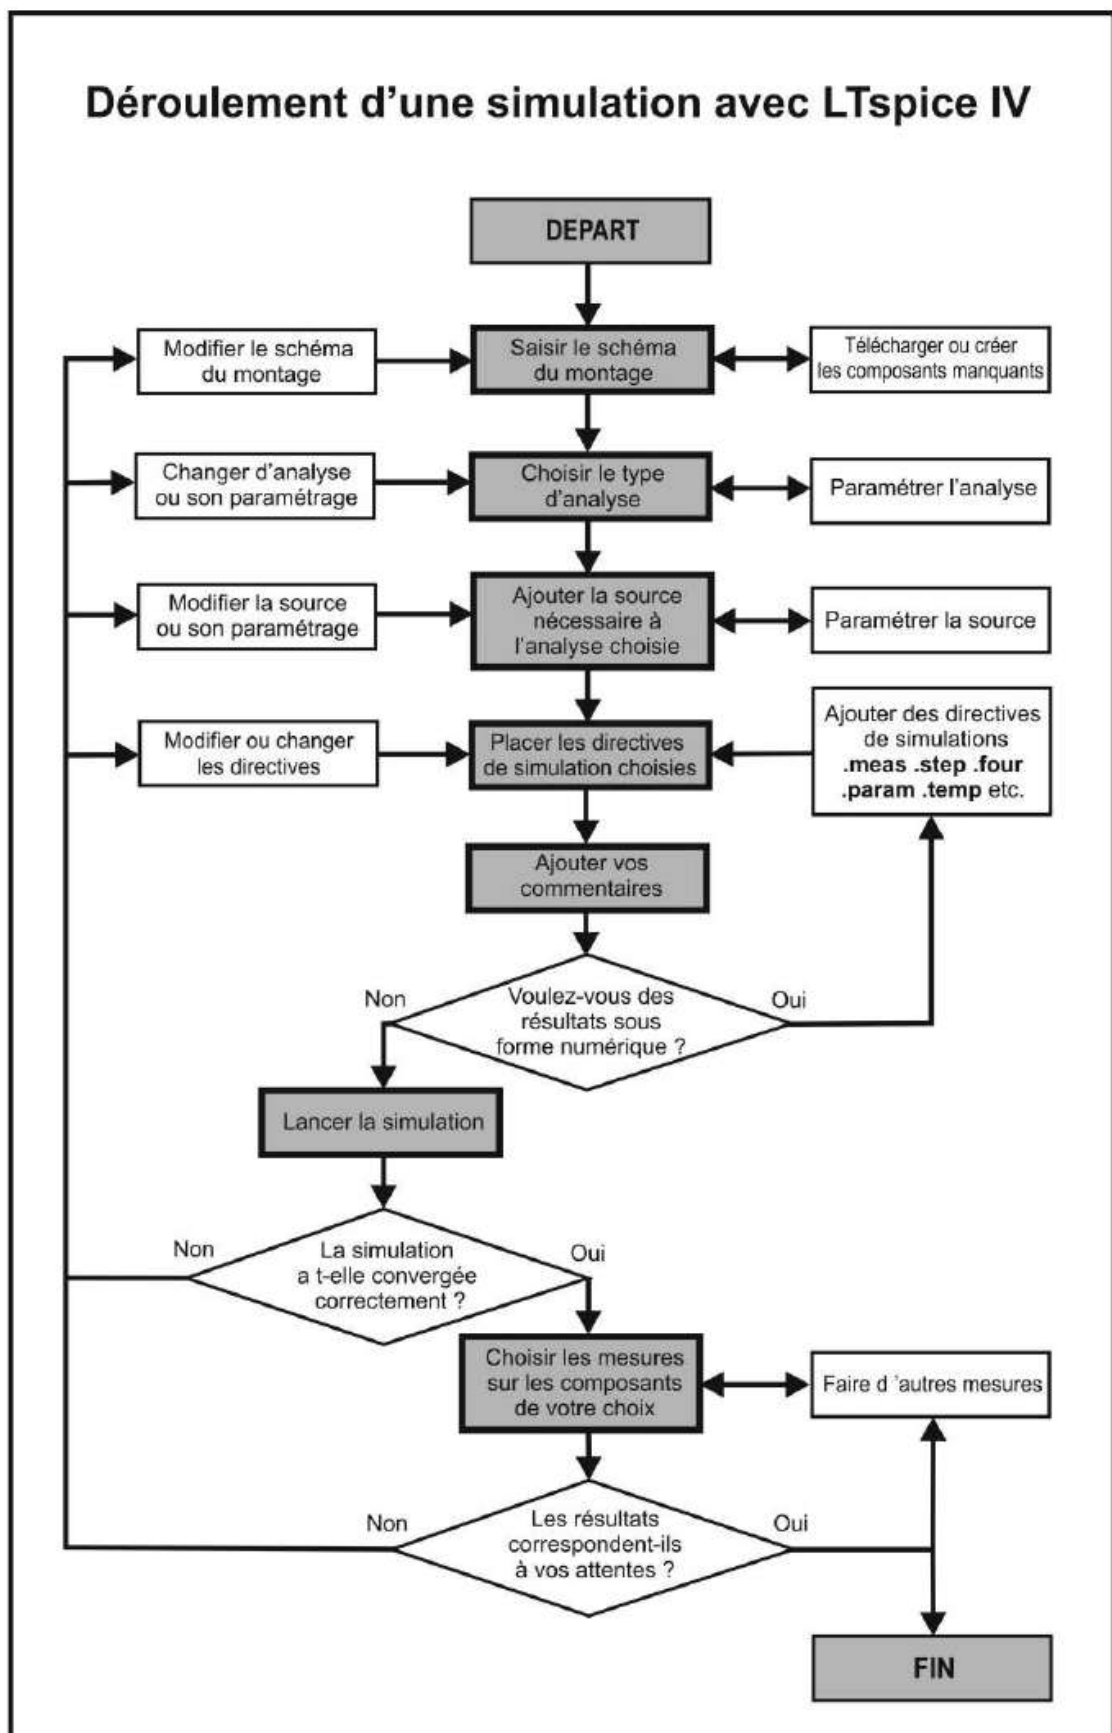 Déroulement d’une simulation avec LTspice IV
DEPART
Modifier le schéma
du montage
Saisir le schéma
du montage
Télécharger ou créer
les composants manquants
Changer d’analyse
ou son paramétrage
Choisir le type
d’analyse
Paramétrer l’analyse
Modifier la source
ou son paramétrage
Ajouter la source
nécessaire à
l’analyse choisie
Paramétrer la source
Modifier ou changer
les directives
Placer les directives
de simulation choisies
Ajouter des directives
de simulations
.meas .step .four
.param .temp etc.
Ajouter vos
commentaires
Non
Voulez-vous des
résultats sous
forme numérique ?
Oui
Lancer la simulation
Non
La simulation
a t-elle convergée
correctement ?
Oui
Choisir les mesures
sur les composants
de votre choix
Faire d ’autres mesures
Non
Les résultats
correspondent-ils
à vos attentes ?
Oui
FIN